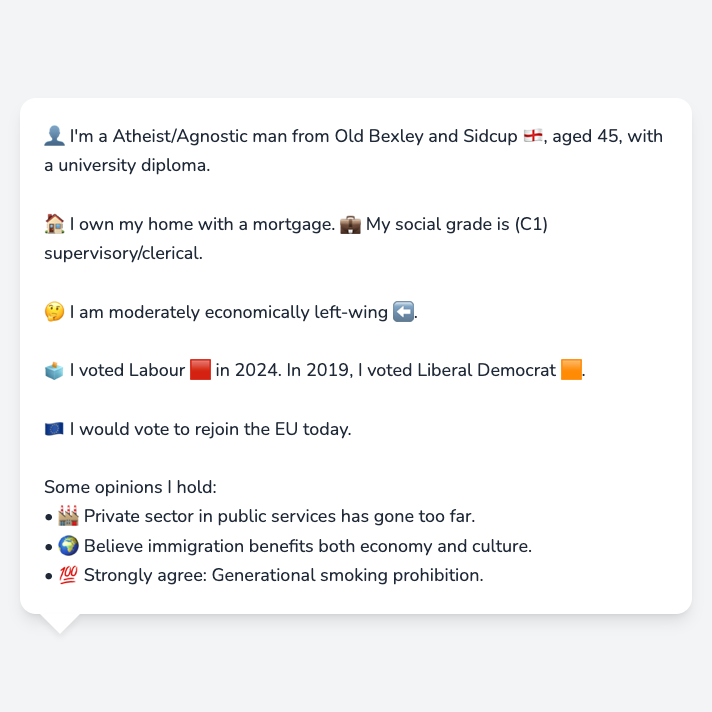 👤 I'm a Atheist/Agnostic man from Old Bexley and Sidcup 🏴󠁧󠁢󠁥󠁮󠁧󠁿, aged 45, with
a university diploma.
🏠 I own my home with a mortgage. 💼 My social grade is (C1)
supervisory/clerical.
🤔 I am moderately economically left-wing ⬅️.
🗳️ I voted Labour 🟥 in 2024. In 2019, I voted Liberal Democrat 🟧.
🇪🇺 I would vote to rejoin the EU today.
Some opinions I hold:
• 🏭 Private sector in public services has gone too far.
• 🌍 Believe immigration benefits both economy and culture.
• 💯 Strongly agree: Generational smoking prohibition.